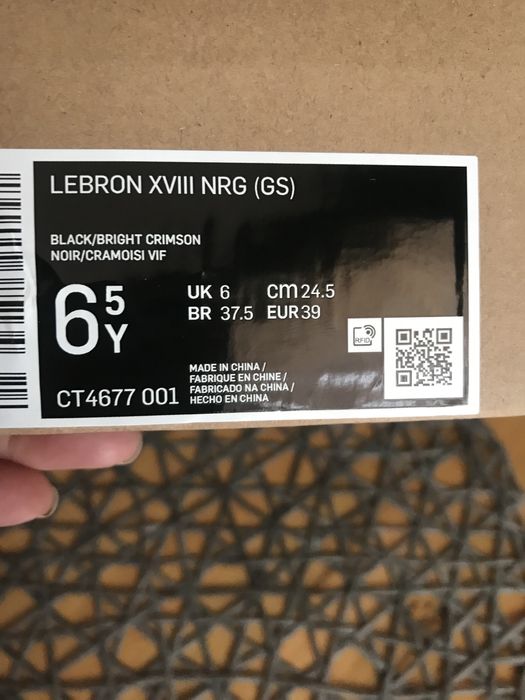 LEBRON XVIII NRG (GS)
BLACK/BRIGHT CRIMSON
NOIR/CRAMOISI VIF
6 5 Y
UK 6 cm 24.5
BR 37.5 EUR 39
RFID
CT4677 001
MADE IN CHINA /
FABRIQUE EN CHINE /
FABRICADO NA CHINA /
HECHO EN CHINA